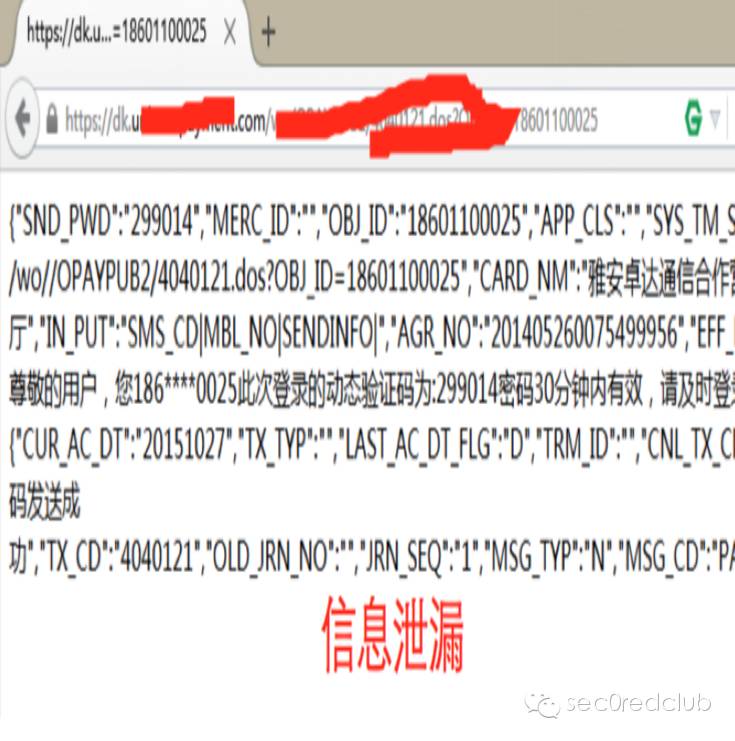 https://dk.u...=18601100025
https://dk.u .com/ 4040121.dos?O 18601100025
{"SND_PWD":"299014","MERC_ID":"","OBJ_ID":"18601100025","APP_CLS":"","SYS_TM_S
/wo//OPAYPUB2/4040121.dos?OBJ_ID=18601100025","CARD_NM":"雅安卓达通信合作营
厅","IN_PUT":"SMS_CD|MBL_NO|SENDINFO|","AGR_NO":"201405260075499956","EFF_
尊敬的用户，您186****0025此次登录的动态验证码为:299014密码30分钟内有效，请及时登录
{"CUR_AC_DT":"20151027","TX_TYP":"","LAST_AC_DT_FLG":"D","TRM_ID":"","CNL_TX_C
码发送成
功","TX_CD":"4040121","OLD_JRN_NO":"","JRN_SEQ":"1","MSG_TYP":"N","MSG_CD":"PA
信息泄漏
sec0redclub